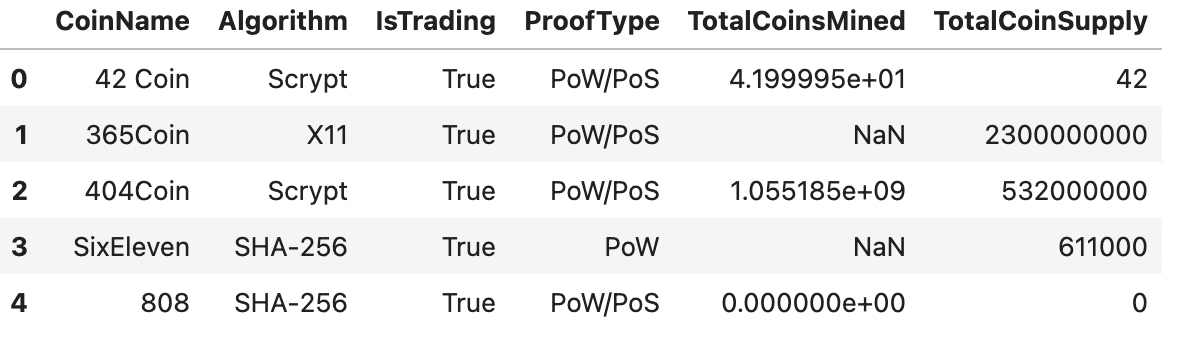 CoinName Algorithm IsTrading ProofType TotalCoinsMined TotalCoinSupply
0 42 Coin Scrypt True PoW/PoS 4.199995e+01 42
1 365Coin X11 True PoW/PoS NaN 2300000000
2 404Coin Scrypt True PoW/PoS 1.055185e+09 532000000
3 SixEleven SHA-256 True PoW NaN 611000
4 808 SHA-256 True PoW/PoS 0.000000e+00 0